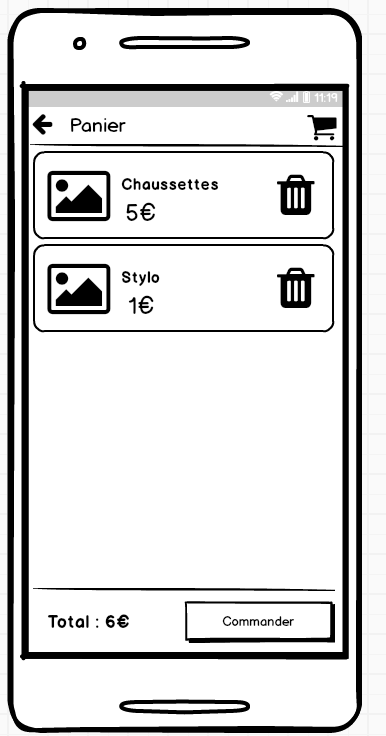 11:19
Panier
Chaussettes
5€
Stylo
1€
Total : 6€
Commander